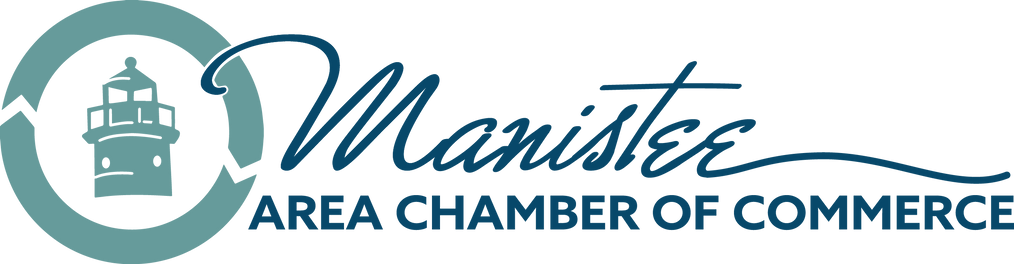 Manistee
AREA CHAMBER OF COMMERCE